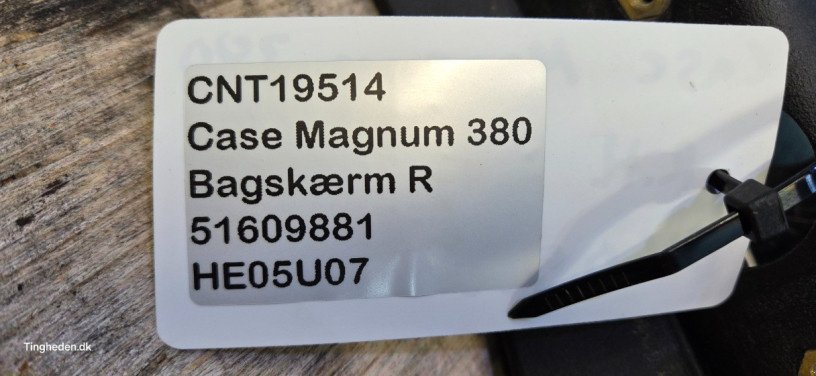 CNT19514
Case Magnum 380
Bagskærm R
51609881
HE05U07
Tingheden.dk